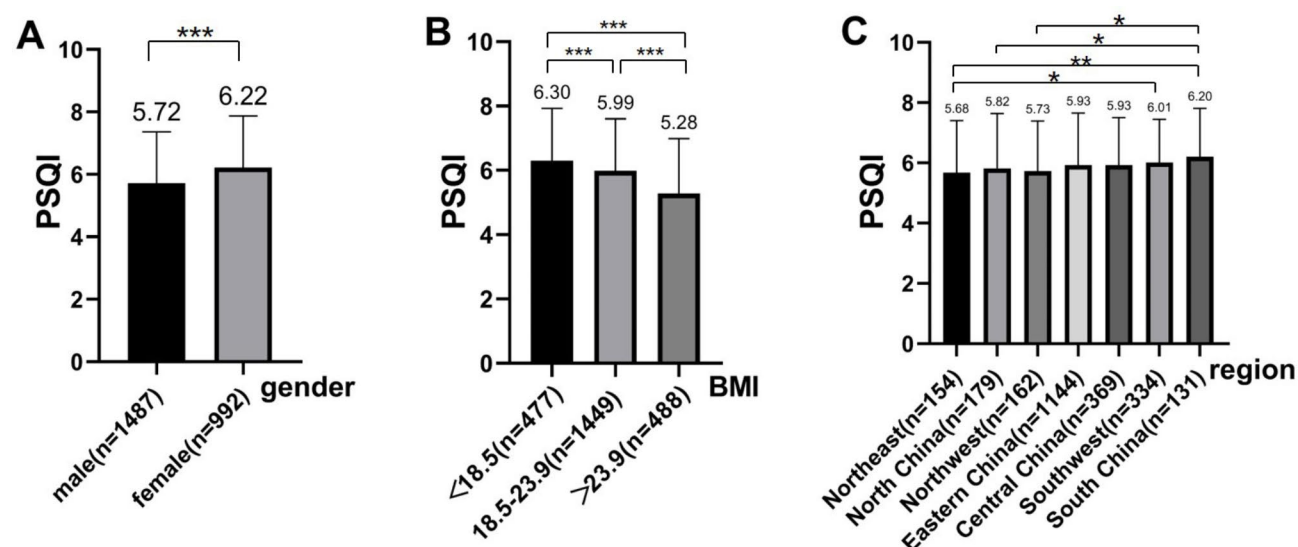 A
***
10
8
6
4
2
0
PSQI
5.72
6.22
male(n=1487)
female(n=992)
gender
B
***
***
***
10
8
6
4
2
0
PSQI
6.30
5.99
5.28
<18.5(n=477)
18.5-23.9(n=1449)
>23.9(n=488)
BMI
C
*
*
**
*
10
8
6
4
2
0
PSQI
5.68
5.82
5.73
5.93
5.93
6.01
6.20
Northeast(n=154)
North China(n=179)
Northwest(n=162)
Eastern China(n=1144)
Central China(n=369)
Southwest(n=334)
South China(n=131)
region